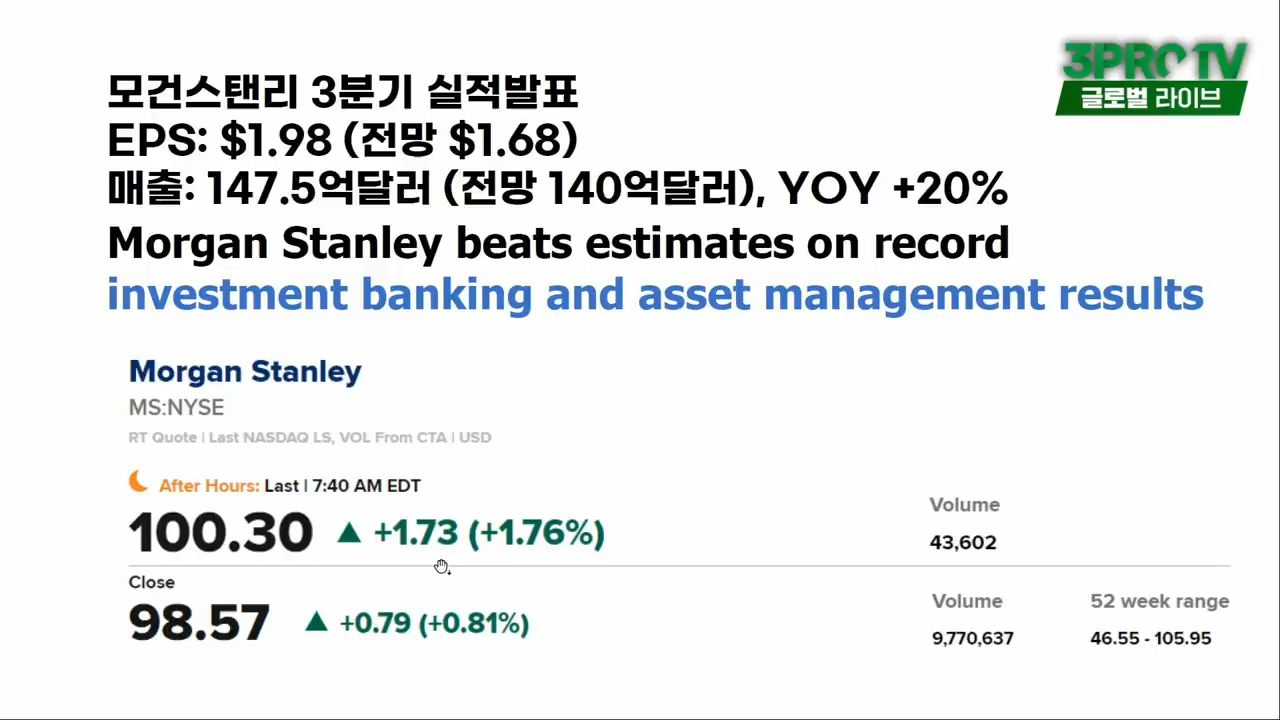 3PRO TV
글로벌 라이브
모건스탠리 3분기 실적발표
EPS: $1.98 (전망 $1.68)
매출: 147.5억달러 (전망 140억달러), YOY +20%
Morgan Stanley beats estimates on record
investment banking and asset management results
Morgan Stanley
MS:NYSE
RT Quote | Last NASDAQ LS, VOL From CTA | USD
After Hours: Last | 7:40 AM EDT
100.30 ▲ +1.73 (+1.76%)
Volume
43,602
Close
98.57 ▲ +0.79 (+0.81%)
Volume 52 week range
9,770,637 46.55 - 105.95